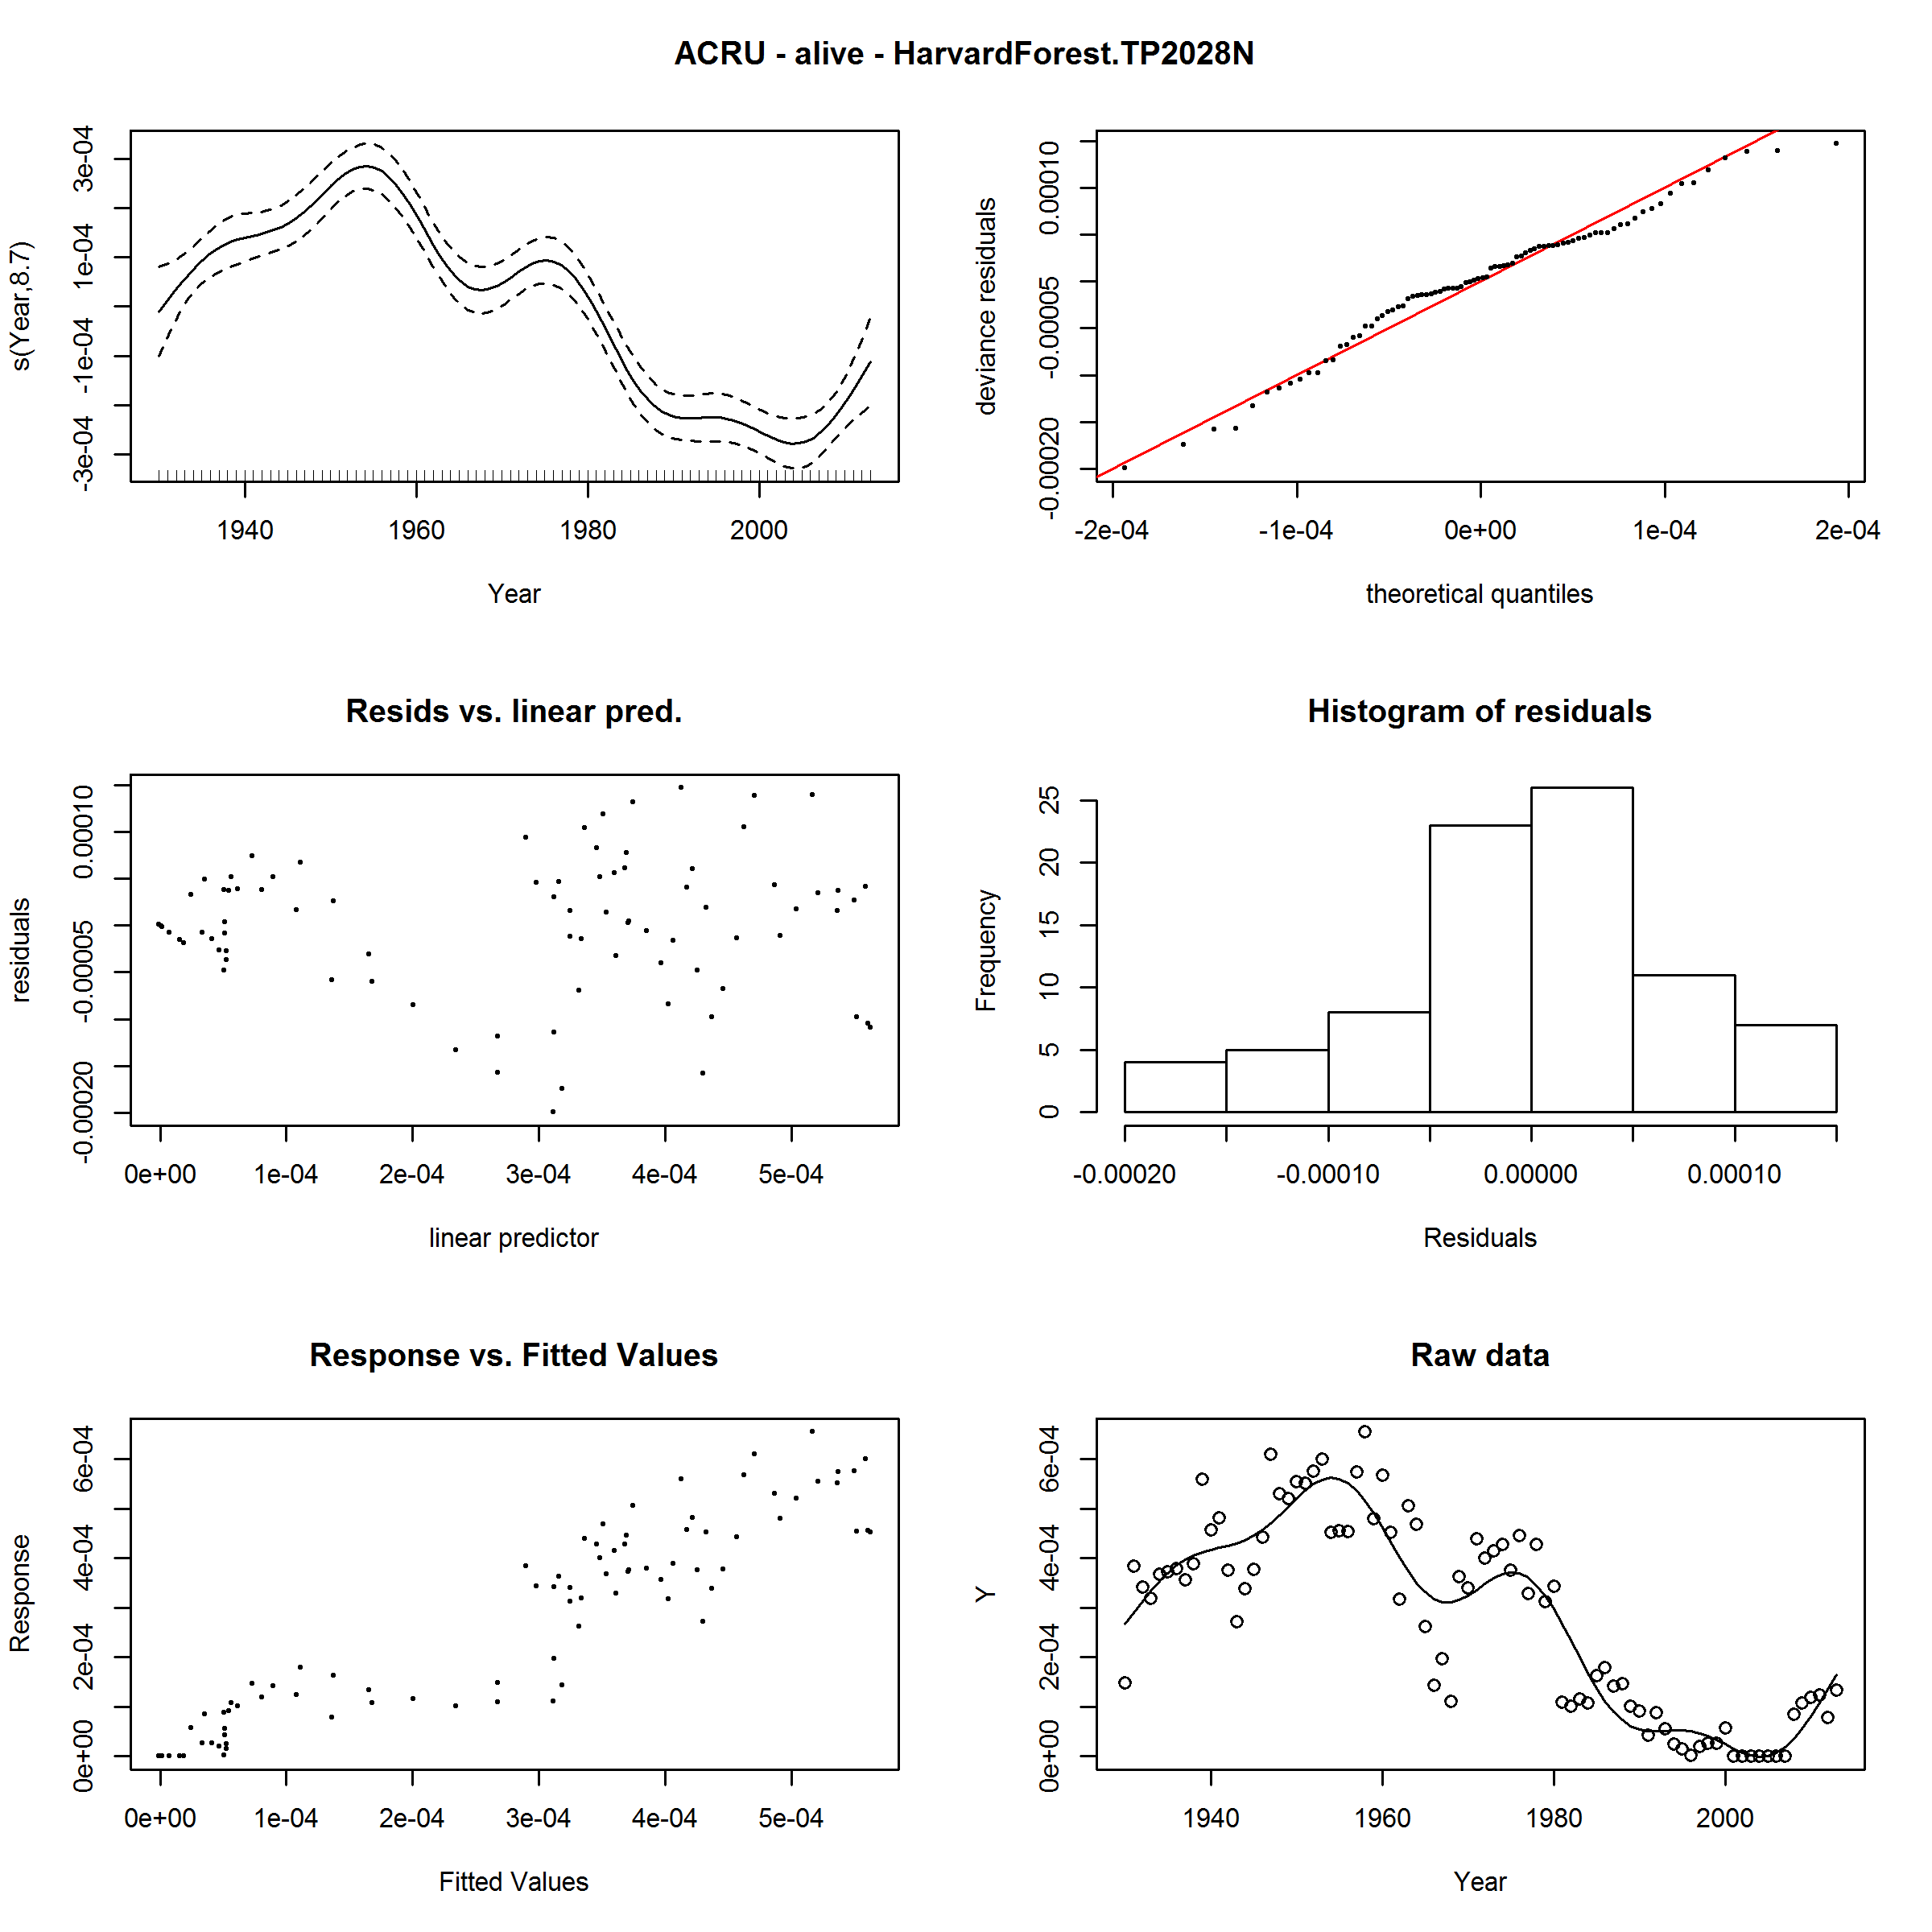 ACRU - alive - HarvardForest.TP2028N
s(Year,8.7)
-3e-04 -1e-04 1e-04 3e-04
1940 1960 1980 2000
Year
deviance residuals
-0.00020 -0.00005 0.00010
-2e-04 -1e-04 0e+00 1e-04 2e-04
theoretical quantiles
Resids vs. linear pred.
residuals
-0.00020 -0.00005 0.00010
0e+00 1e-04 2e-04 3e-04 4e-04 5e-04
linear predictor
Histogram of residuals
Frequency
0 5 10 15 20 25
-0.00020 -0.00010 0.00000 0.00010
Residuals
Response vs. Fitted Values
Response
0e+00 2e-04 4e-04 6e-04
0e+00 1e-04 2e-04 3e-04 4e-04 5e-04
Fitted Values
Raw data
Y
0e+00 2e-04 4e-04 6e-04
1940 1960 1980 2000
Year